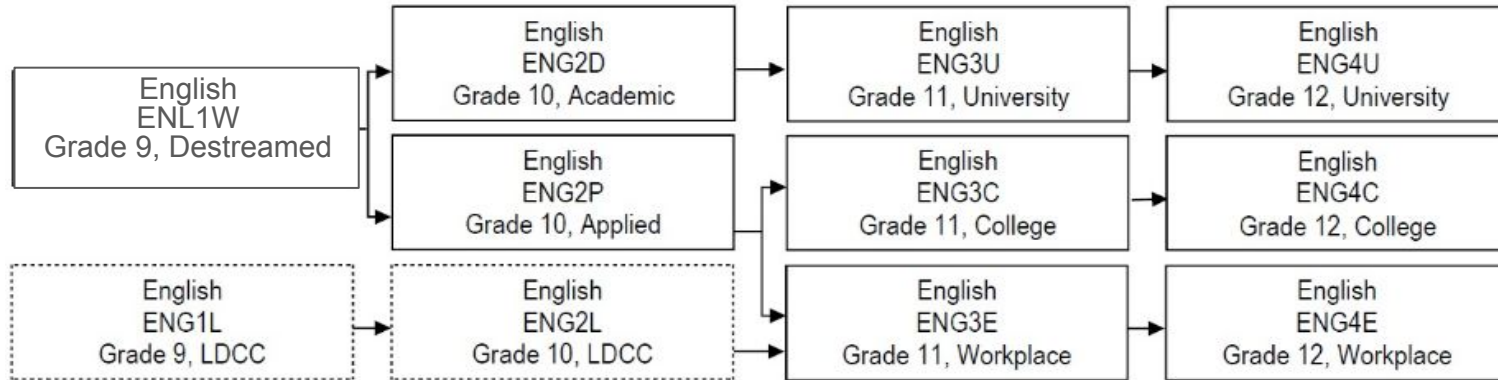 English
ENL1W
Grade 9, Destreamed
English
ENG2D
Grade 10, Academic
English
ENG3U
Grade 11, University
English
ENG4U
Grade 12, University
English
ENG2P
Grade 10, Applied
English
ENG3C
Grade 11, College
English
ENG4C
Grade 12, College
English
ENG1L
Grade 9, LDCC
English
ENG2L
Grade 10, LDCC
English
ENG3E
Grade 11, Workplace
English
ENG4E
Grade 12, Workplace